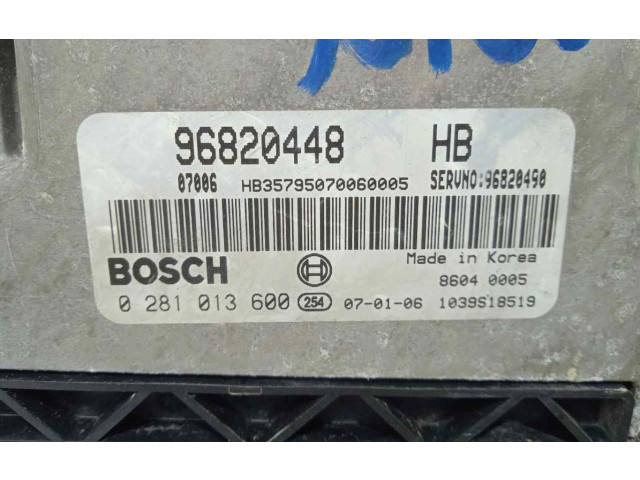 96820448 HB
07006 HB35795070060005 SERVNO:96820490
BOSCH Made in Korea
8604 0005
0 281 013 600 254 07-01-06 1039S18519